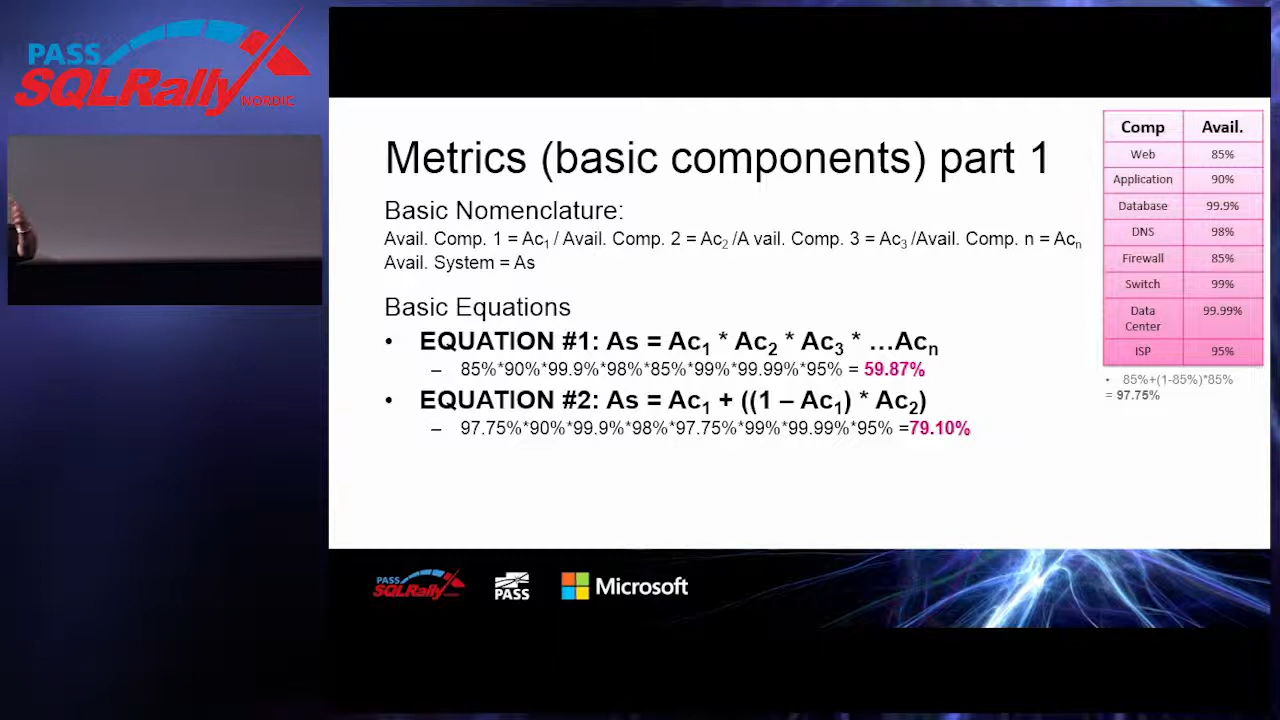 PASS
SQLRally
NORDIC
Metrics (basic components) part 1
Basic Nomenclature:
Avail. Comp. 1 = Ac1 / Avail. Comp. 2 = Ac2 /A vail. Comp. 3 = Ac3 /Avail. Comp. n = Acn
Avail. System = As
Basic Equations
• EQUATION #1: As = Ac1 * Ac2 * Ac3 * …Acn
– 85%*90%*99.9%*98%*85%*99%*99.99%*95% = 59.87%
• EQUATION #2: As = Ac1 + ((1 – Ac1) * Ac2)
– 97.75%*90%*99.9%*98%*97.75%*99%*99.99%*95% =79.10%
Comp Avail.
Web 85%
Application 90%
Database 99.9%
DNS 98%
Firewall 85%
Switch 99%
Data Center 99.99%
ISP 95%
• 85%+(1-85%)*85%
= 97.75%
PASS
SQLRally
PASS
Microsoft